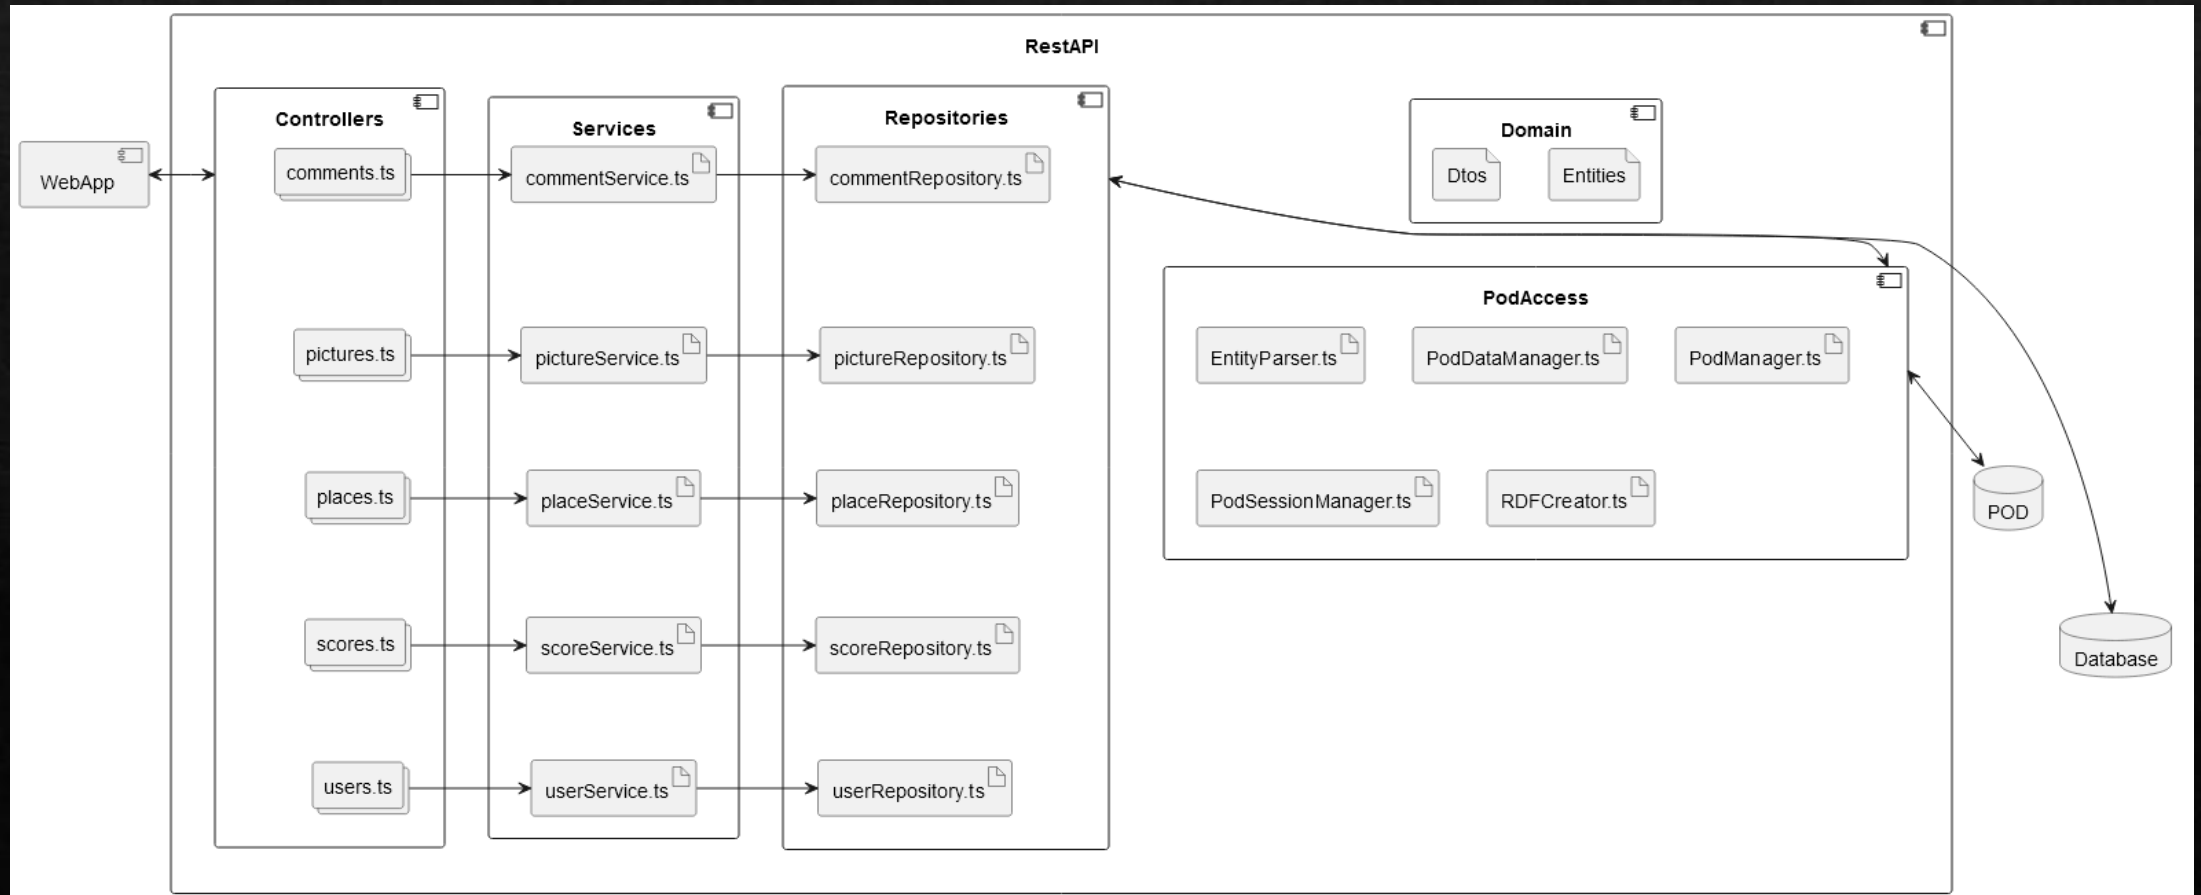 RestAPI
Controllers
Services
Repositories
Domain
WebApp
comments.ts
commentService.ts
commentRepository.ts
Dtos
Entities
PodAccess
pictures.ts
pictureService.ts
pictureRepository.ts
EntityParser.ts
PodDataManager.ts
PodManager.ts
places.ts
placeService.ts
placeRepository.ts
PodSessionManager.ts
RDFCreator.ts
POD
scores.ts
scoreService.ts
scoreRepository.ts
Database
users.ts
userService.ts
userRepository.ts